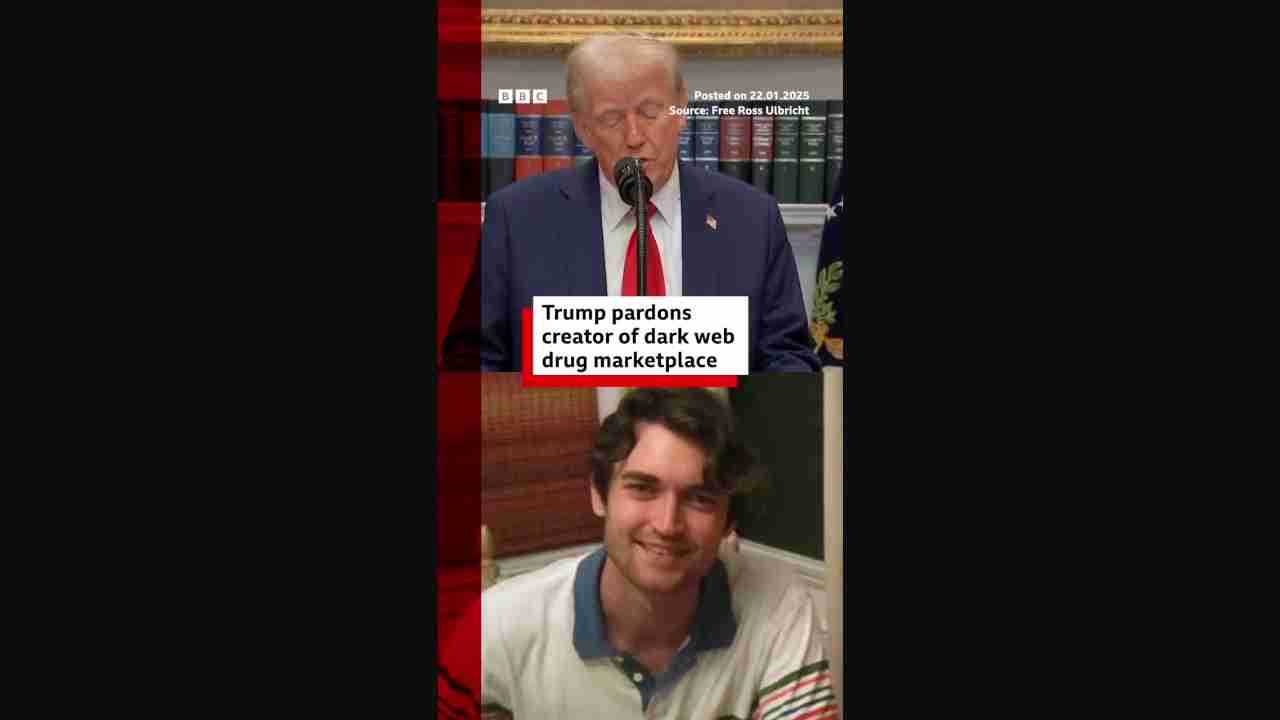 BBC
Posted on 22.01.2025
Source: Free Ross Ulbricht
Trump pardons
creator of dark web
drug marketplace